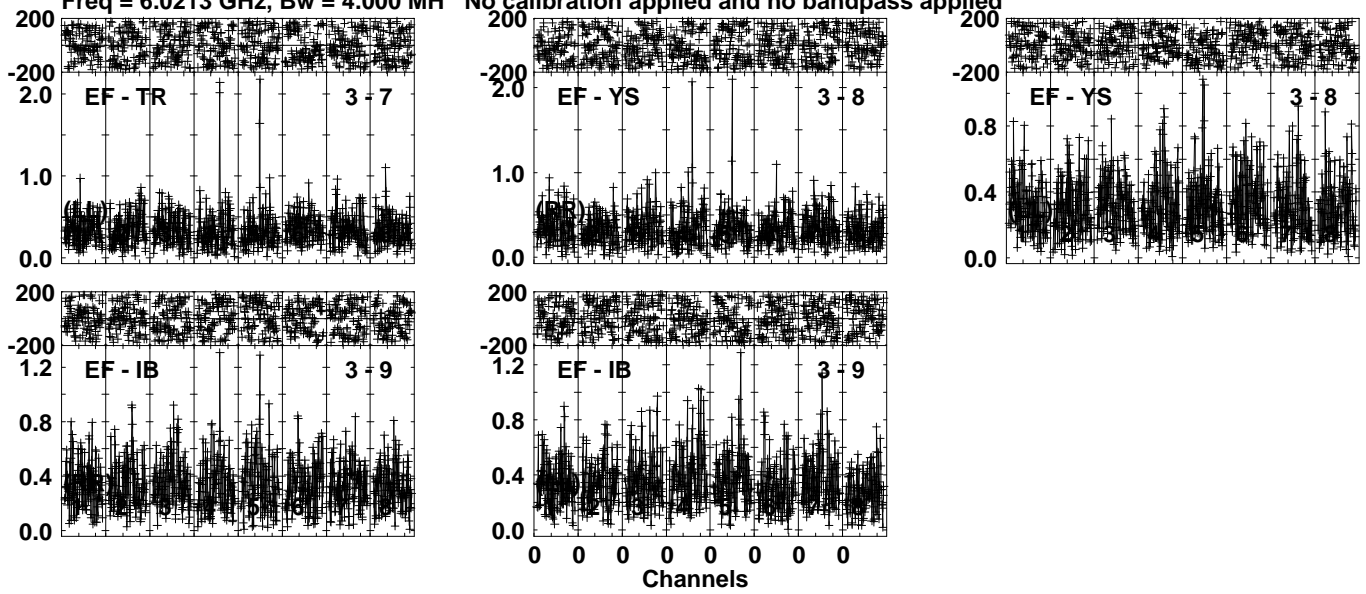 Freq = 6.0213 GHz, Bw = 4.000 MH No calibration applied and no bandpass applied
200 200 200
-200 -200 -200
2.0 EF - TR 3 - 7 2.0 EF - YS 3 - 8 EF - YS 3 - 8
0.8
1.0 1.0
(RR)
0.4
0.0 0.0 0.0
200 200
-200 -200
1.2 EF - IB 3 - 9 1.2 EF - IB 3 - 9
0.8 0.8
0.4 0.4
0.0 0.0
0 0 0 0 0 0 0 0
Channels